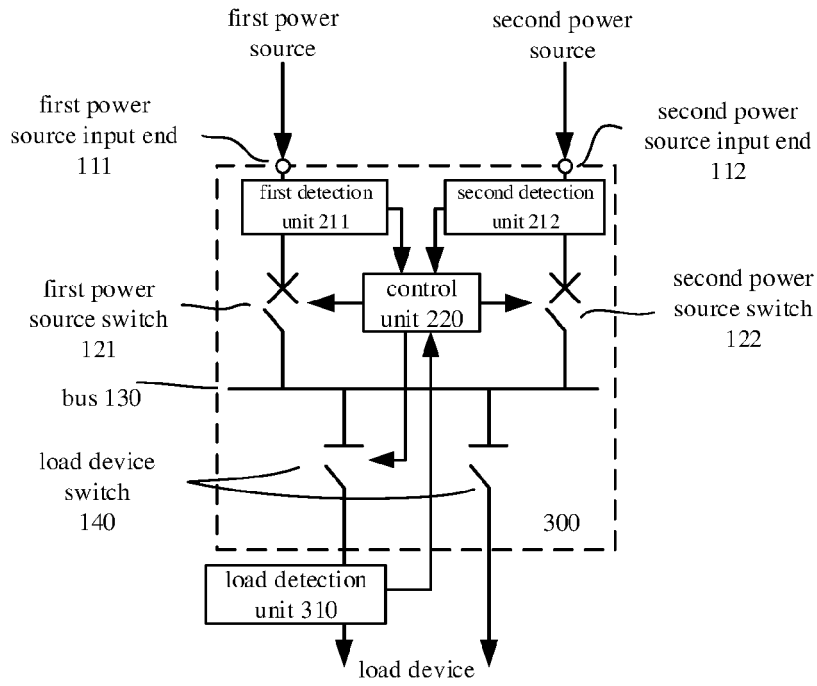 first power
source
second power
source
first power
source input end
111
second power
source input end
112
first detection
unit 211
second detection
unit 212
control
unit 220
first power
source switch
121
second power
source switch
122
bus 130
load device
switch
140
300
load detection
unit 310
load device